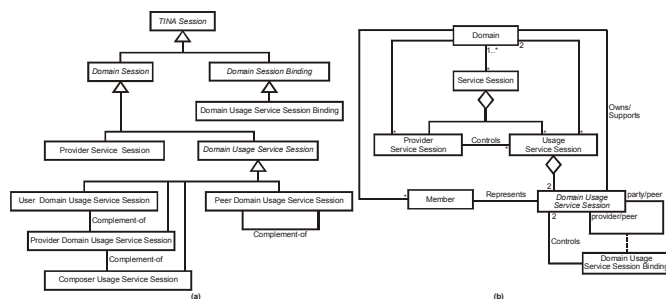 TINA Session
Domain Session
Domain Session Binding
Domain Usage Service Session Binding
Provider Service Session
Domain Usage Service Session
User Domain Usage Service Session
Peer Domain Usage Service Session
Complement-of
Complement-of
Provider Domain Usage Service Session
Complement-of
Composer Usage Service Session
(a)
Domain
2
1..*
*
Service Session
Owns/
Supports
*
*
*
Provider
Service Session
Controls
*
Usage
Service Session
2
*
Member
Represents
Domain Usage
Service Session
party/peer
provider/peer
2
Controls
Domain Usage
Service Session Binding
(b)